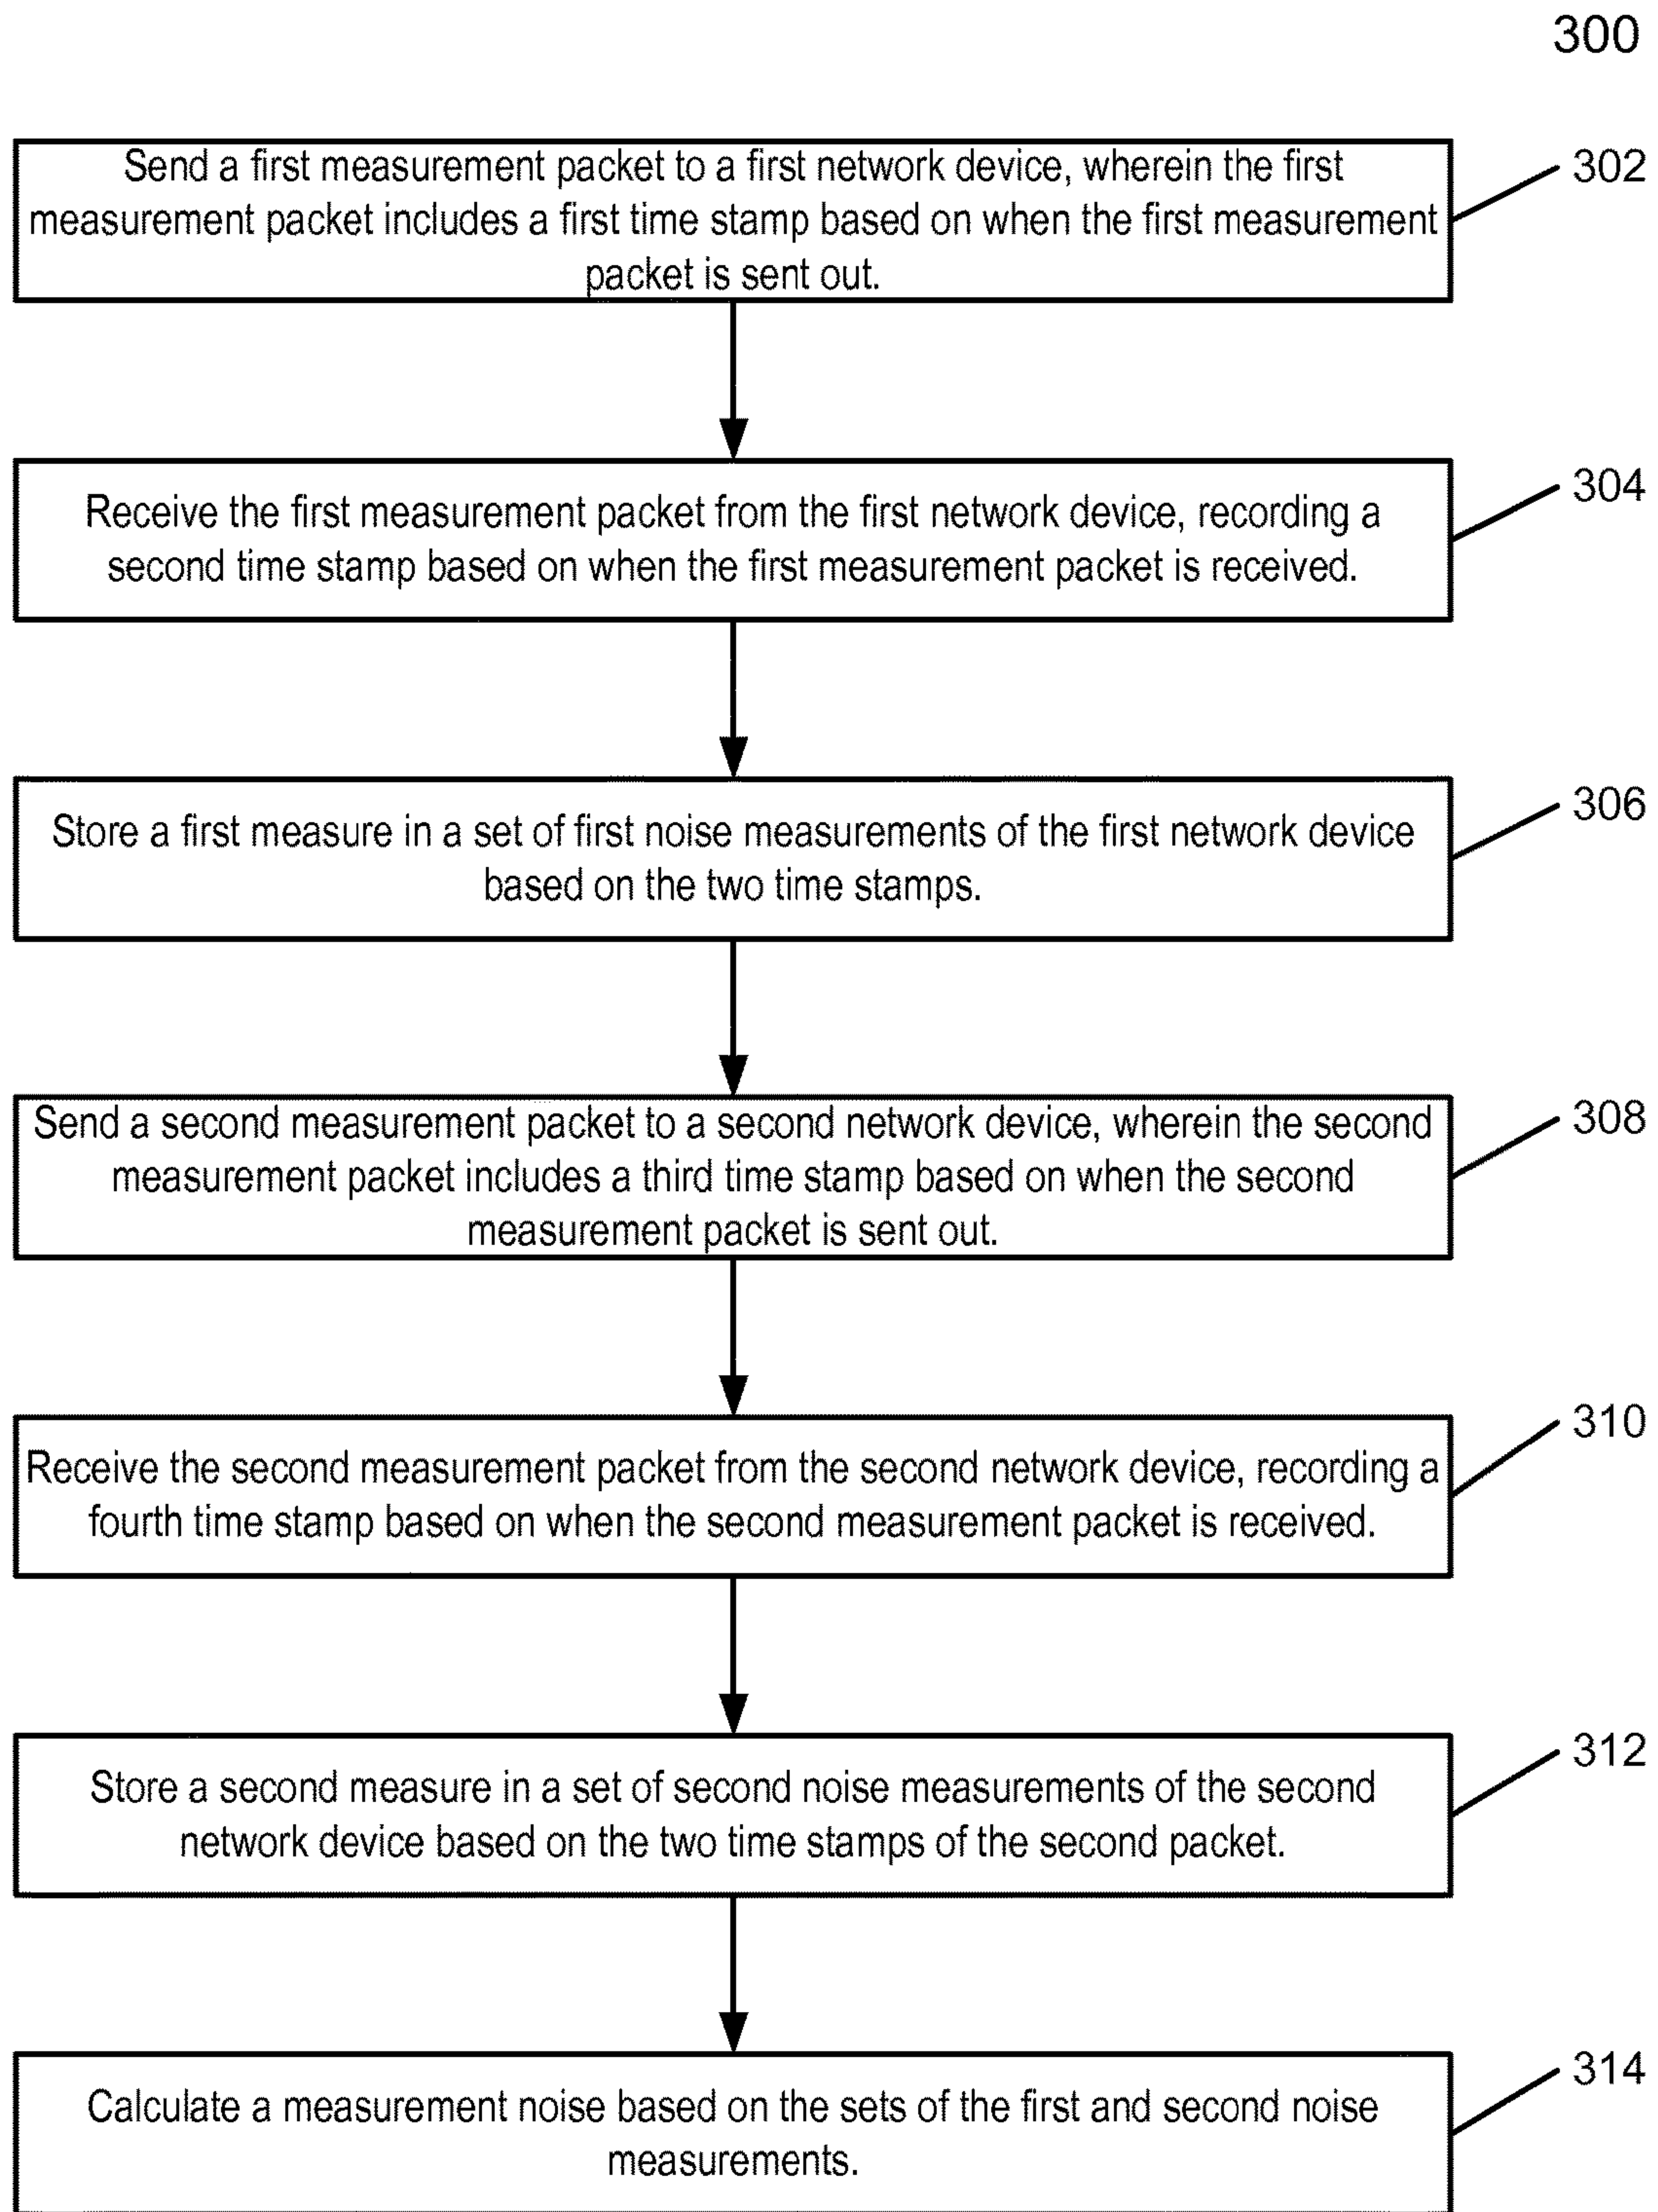 300
Send a first measurement packet to a first network device, wherein the first
measurement packet includes a first time stamp based on when the first measurement
packet is sent out.
302
Receive the first measurement packet from the first network device, recording a
second time stamp based on when the first measurement packet is received.
304
Store a first measure in a set of first noise measurements of the first network device
based on the two time stamps.
306
Send a second measurement packet to a second network device, wherein the second
measurement packet includes a third time stamp based on when the second
measurement packet is sent out.
308
Receive the second measurement packet from the second network device, recording a
fourth time stamp based on when the second measurement packet is received.
310
Store a second measure in a set of second noise measurements of the second
network device based on the two time stamps of the second packet.
312
Calculate a measurement noise based on the sets of the first and second noise
measurements.
314